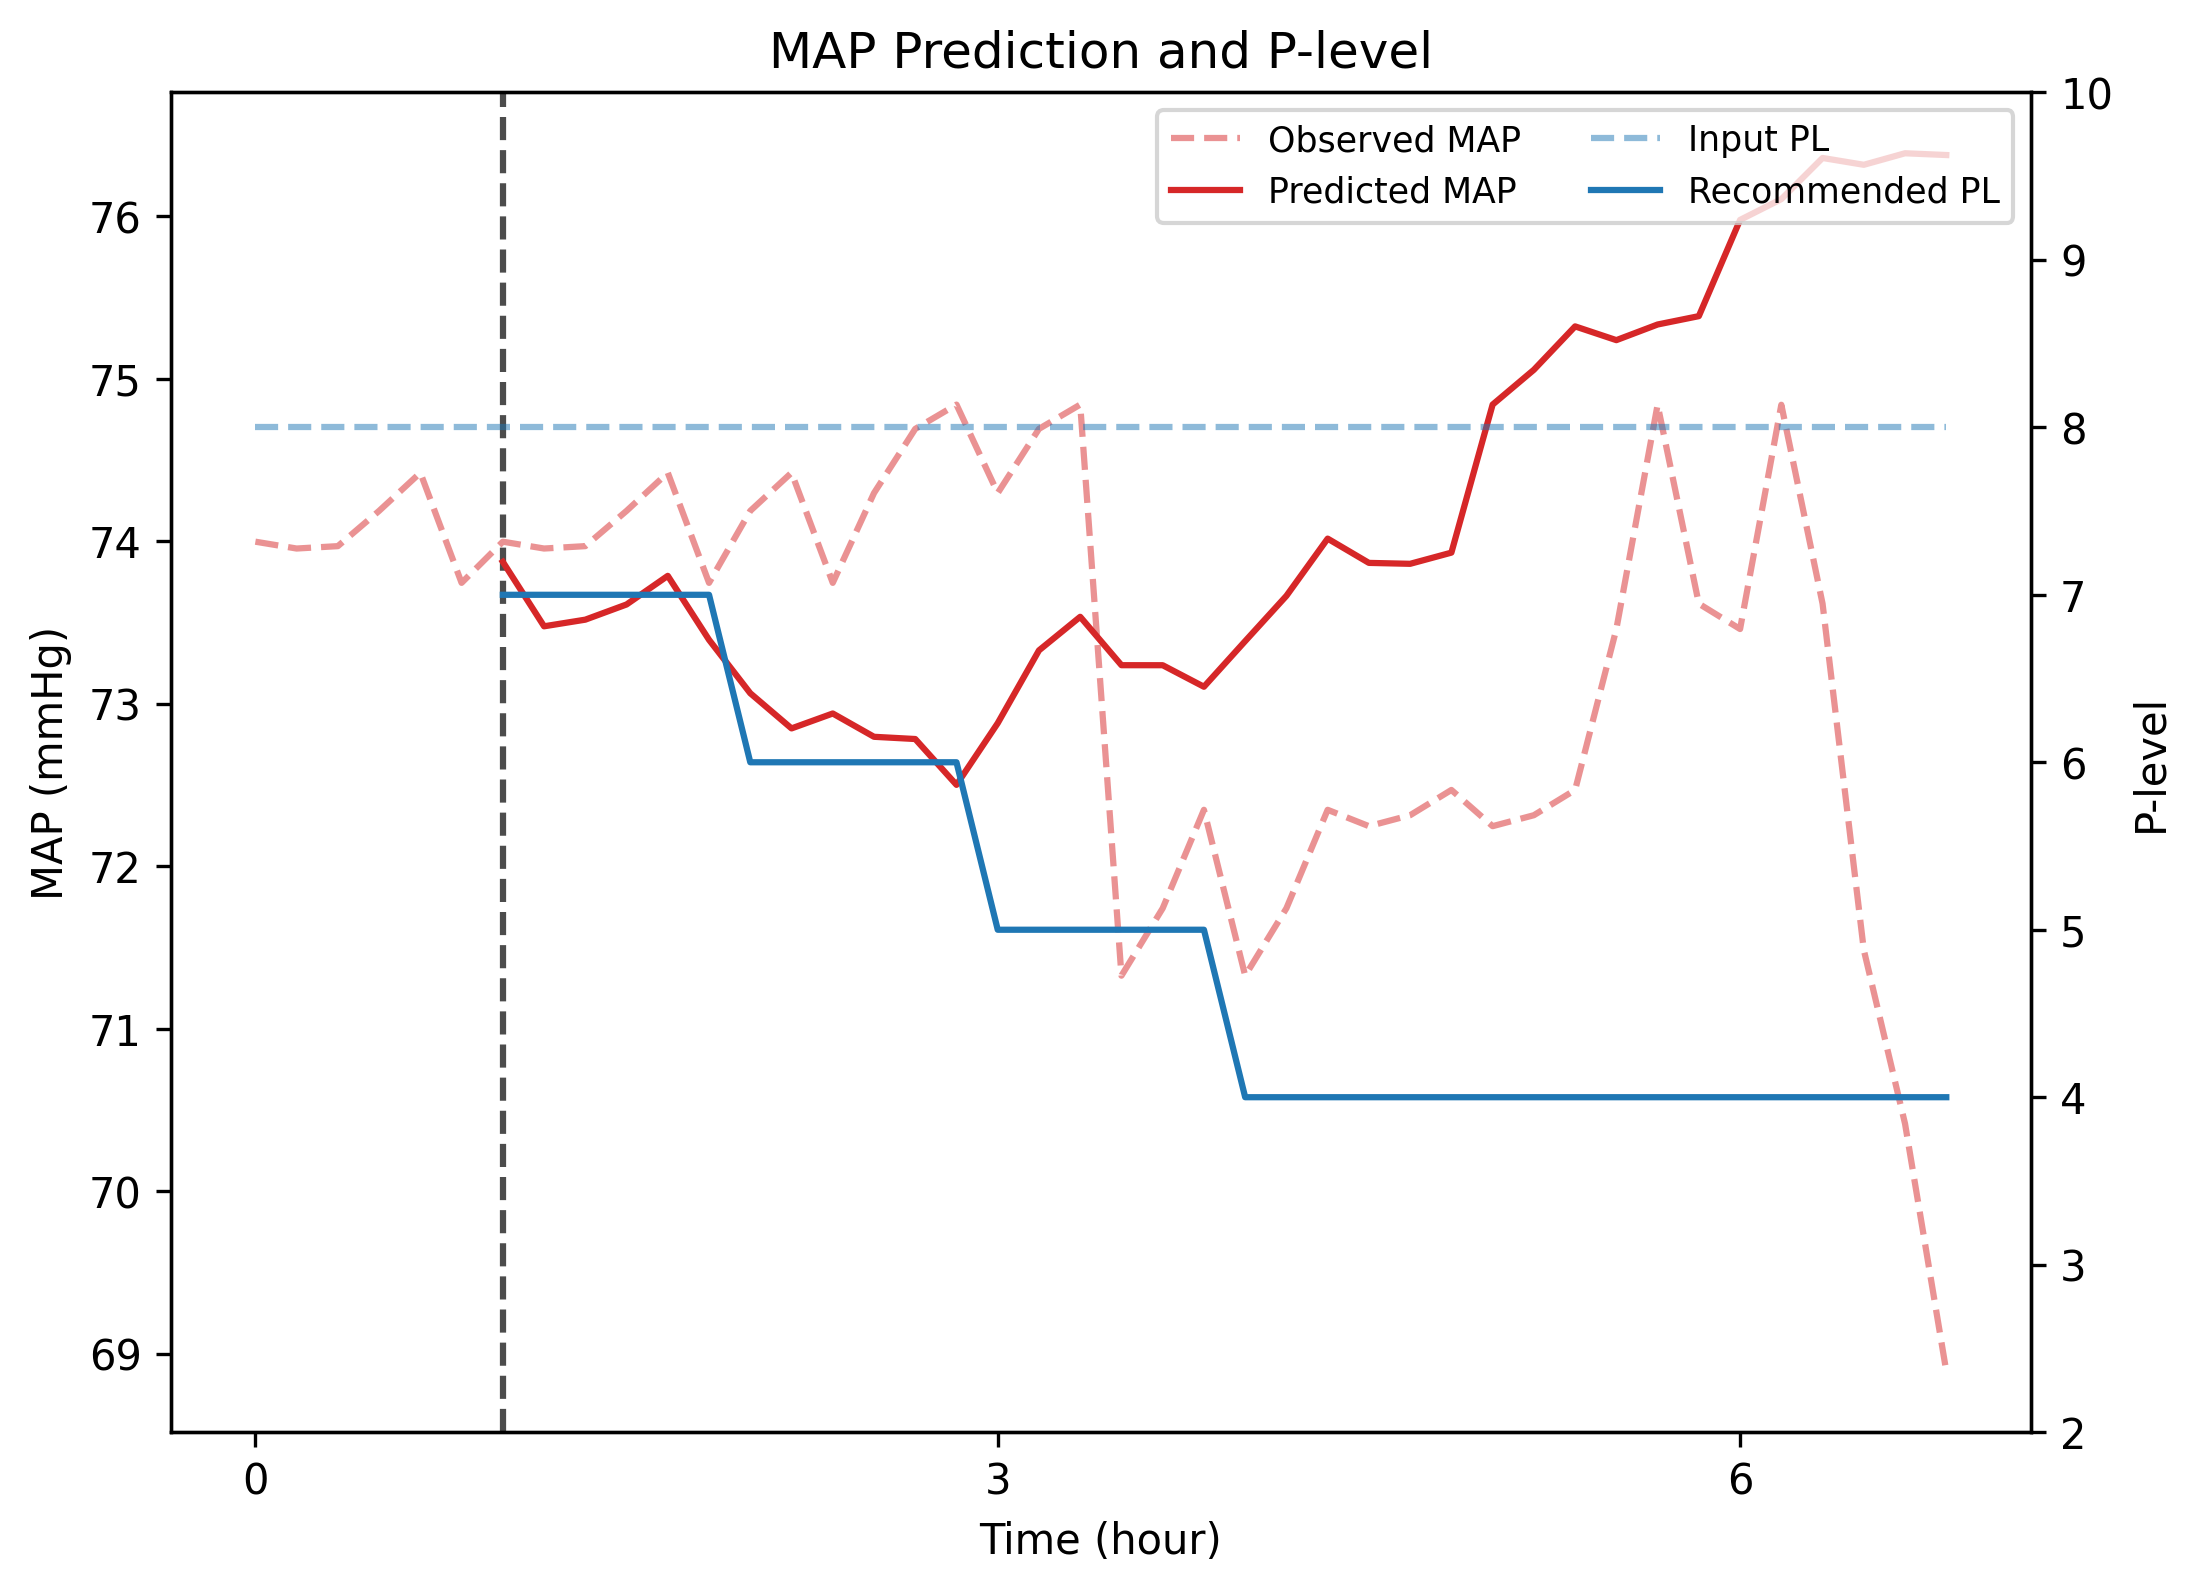 MAP Prediction and P-level
Observed MAP
Predicted MAP
Input PL
Recommended PL
MAP (mmHg)
76
75
74
73
72
71
70
69
10
9
8
7
6
5
4
3
2
P-level
0
3
6
Time (hour)